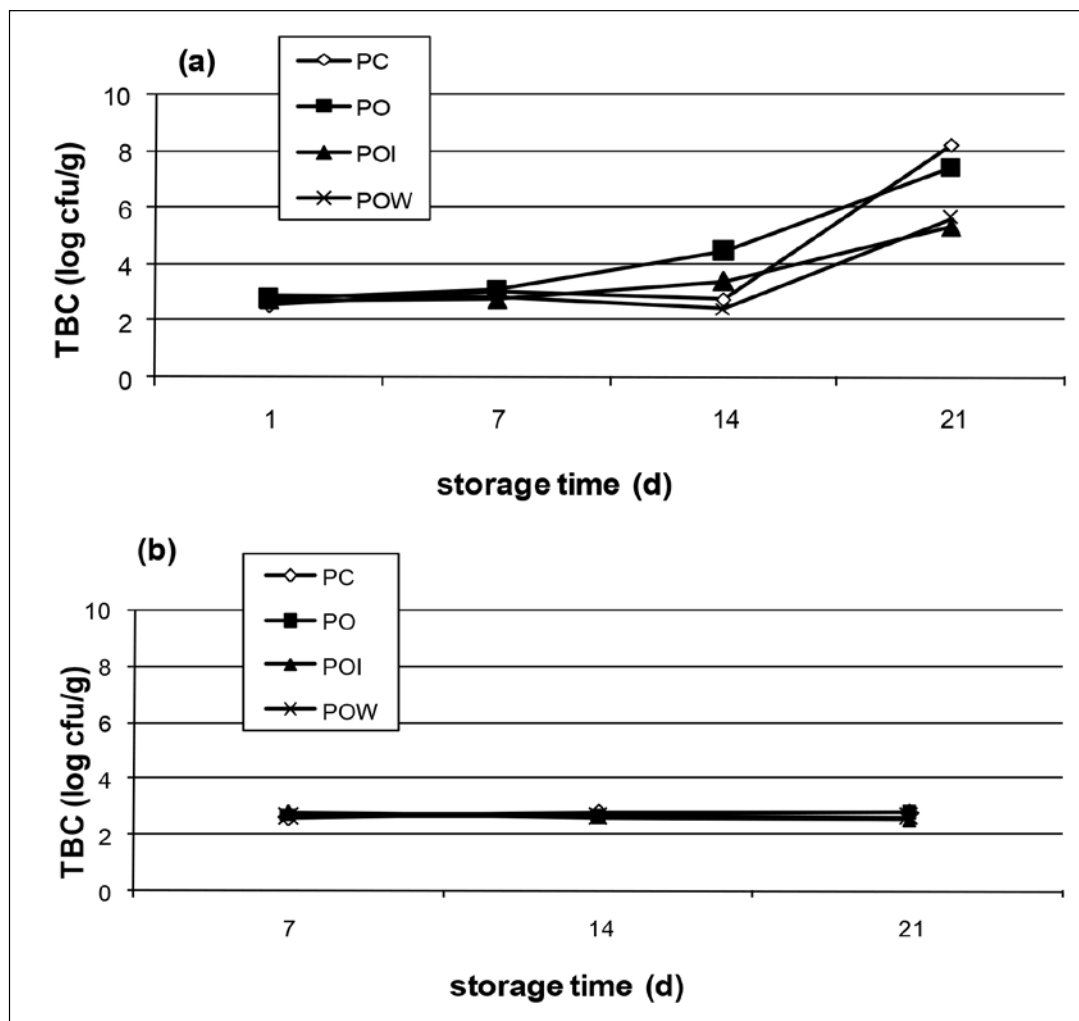 (a)
PC
PO
POI
POW
10
8
6
4
2
0
TBC (log cfu/g)
1 7 14 21
storage time (d)
(b)
PC
PO
POI
POW
10
8
6
4
2
0
TBC (log cfu/g)
7 14 21
storage time (d)